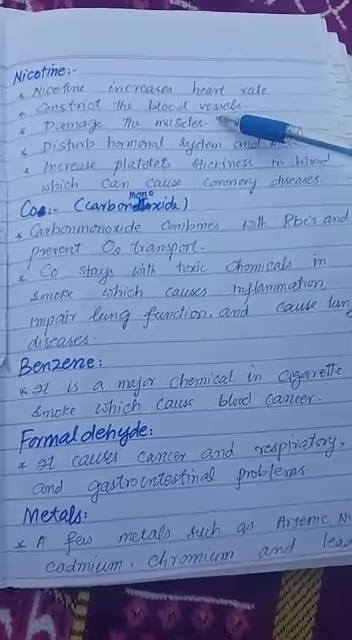 Nicotine:-
* Nicotine increases heart rate
* Constrict the blood vessels.
* Damage the muscles.
* Disturb hormonal system and
* Increase platelets stickiness in blood
which can cause coronary diseases.
Co:- (carbon mono oxide)
* Carbonmonoxide combines with Rbc's and
prevent O2 transport.
* Co stays with toxic chemicals in
smoke which causes inflammation,
impair lung function, and cause lung
diseases.
Benzene:
* It is a major chemical in cigarette
smoke which cause blood cancer.
Formaldehyde:
* It causes cancer and respiratory,
and gastrointestinal problems.
Metals:
* A few metals such as Arsenic, Ni
cadmium, chromium and lead